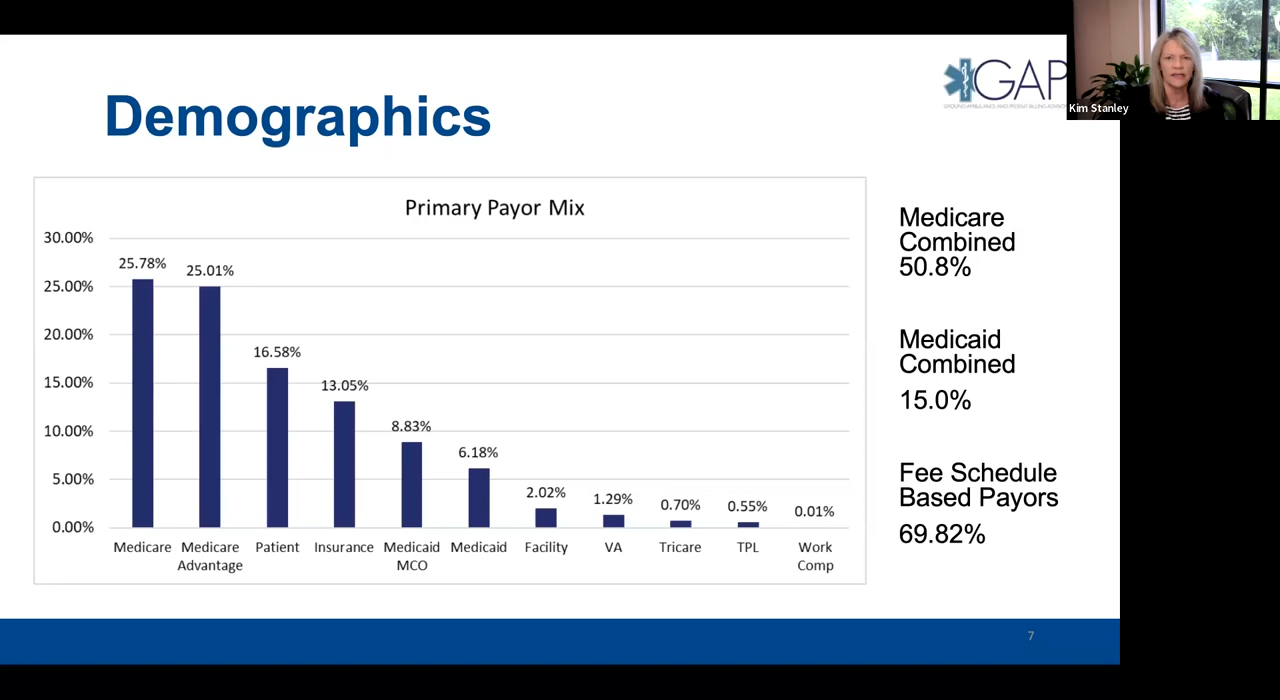 Demographics
GAP
Kim Stanley
Primary Payor Mix
30.00%
25.00%
20.00%
15.00%
10.00%
5.00%
0.00%
25.78%
25.01%
16.58%
13.05%
8.83%
6.18%
2.02%
1.29%
0.70%
0.55%
0.01%
Medicare
Medicare
Advantage
Patient
Insurance
Medicaid
MCO
Medicaid
Facility
VA
Tricare
TPL
Work
Comp
Medicare
Combined
50.8%
Medicaid
Combined
15.0%
Fee Schedule
Based Payors
69.82%
7